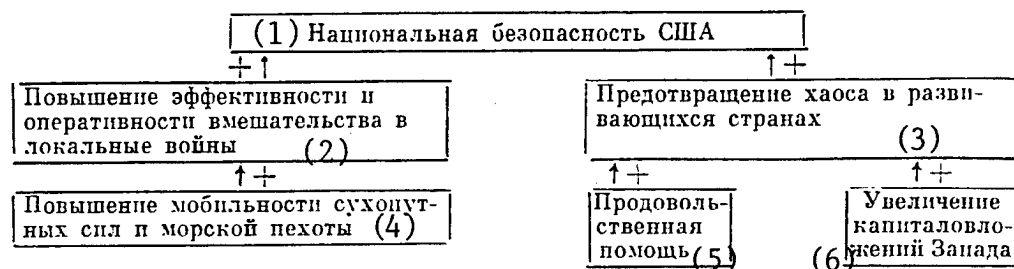 (1) Национальная безопасность США
+↑ ↑+
Повышение эффективности и
оперативности вмешательства в
локальные войны (2)
Предотвращение хаоса в разви-
вающихся странах
(3)
↑+ ↑+ ↑+
Повышение мобильности сухопут-
ных сил и морской пехоты (4)
Продоволь-
ственная
помощь(5)
Увеличение
капиталовло-
(6) жений Запада